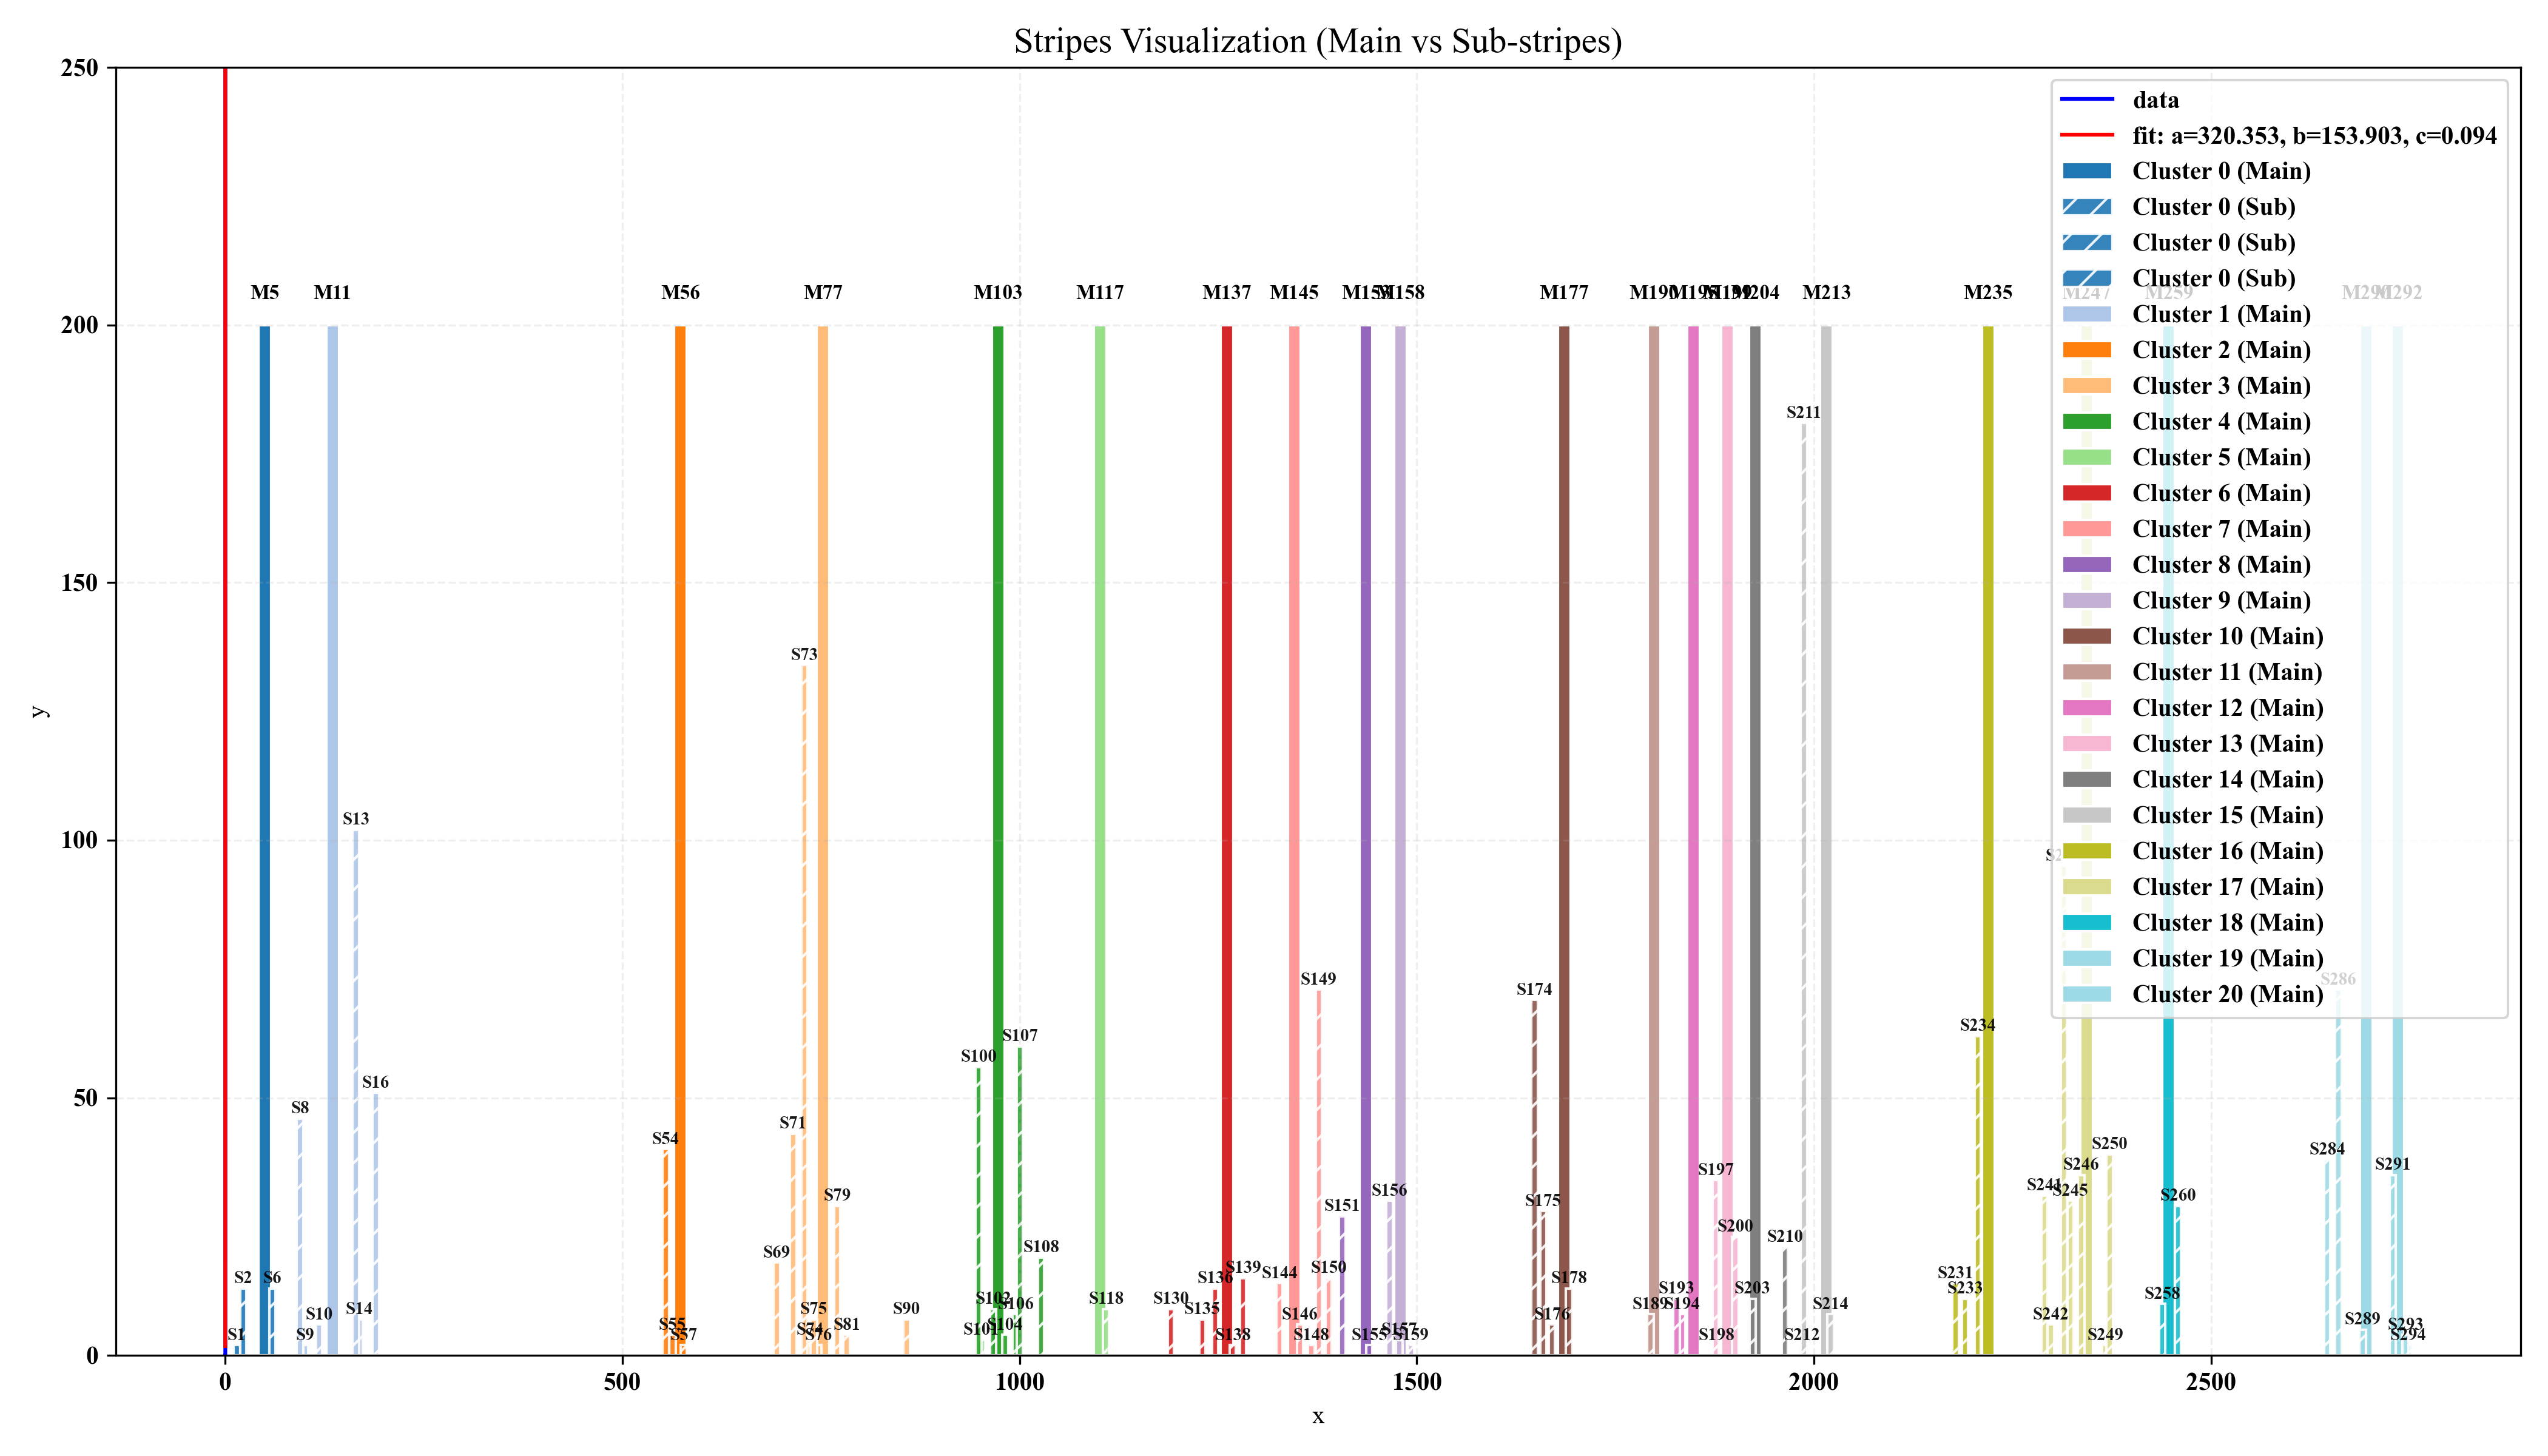 Stripes Visualization (Main vs Sub-stripes)
250
200
150
100
50
0
y
data
fit: a=320.353, b=153.903, c=0.094
Cluster 0 (Main)
Cluster 0 (Sub)
Cluster 0 (Sub)
Cluster 0 (Sub)
Cluster 1 (Main)
Cluster 2 (Main)
Cluster 3 (Main)
Cluster 4 (Main)
Cluster 5 (Main)
Cluster 6 (Main)
Cluster 7 (Main)
Cluster 8 (Main)
Cluster 9 (Main)
Cluster 10 (Main)
Cluster 11 (Main)
Cluster 12 (Main)
Cluster 13 (Main)
Cluster 14 (Main)
Cluster 15 (Main)
Cluster 16 (Main)
Cluster 17 (Main)
Cluster 18 (Main)
Cluster 19 (Main)
Cluster 20 (Main)
M5 M11 M56 M77 M103 M117 M137 M145 M158 M177 M204 M213 M235 M247 M259 M292
S211
S73
S13
S286
S149
S174
S234
S107
S100
S16
S8
S71
S54
S250
S284
S197
S246
S291
S241
S245
S156
S79
S260
S151
S200
S210
S108
S69
S231
S150
S144
S139
S2
S6
S136
S178
S193
S203
S233
S258
S102
S118
S130
S106
S189
S194
S214
S14
S75
S90
S135
S10
S146
S176
S242
S289
S55
S81
S104
S293
S101
S1
S9
S57
S76
S138
S148
S155
S159
S198
S212
S249
S294
0 500 1000 1500 2000 2500
x